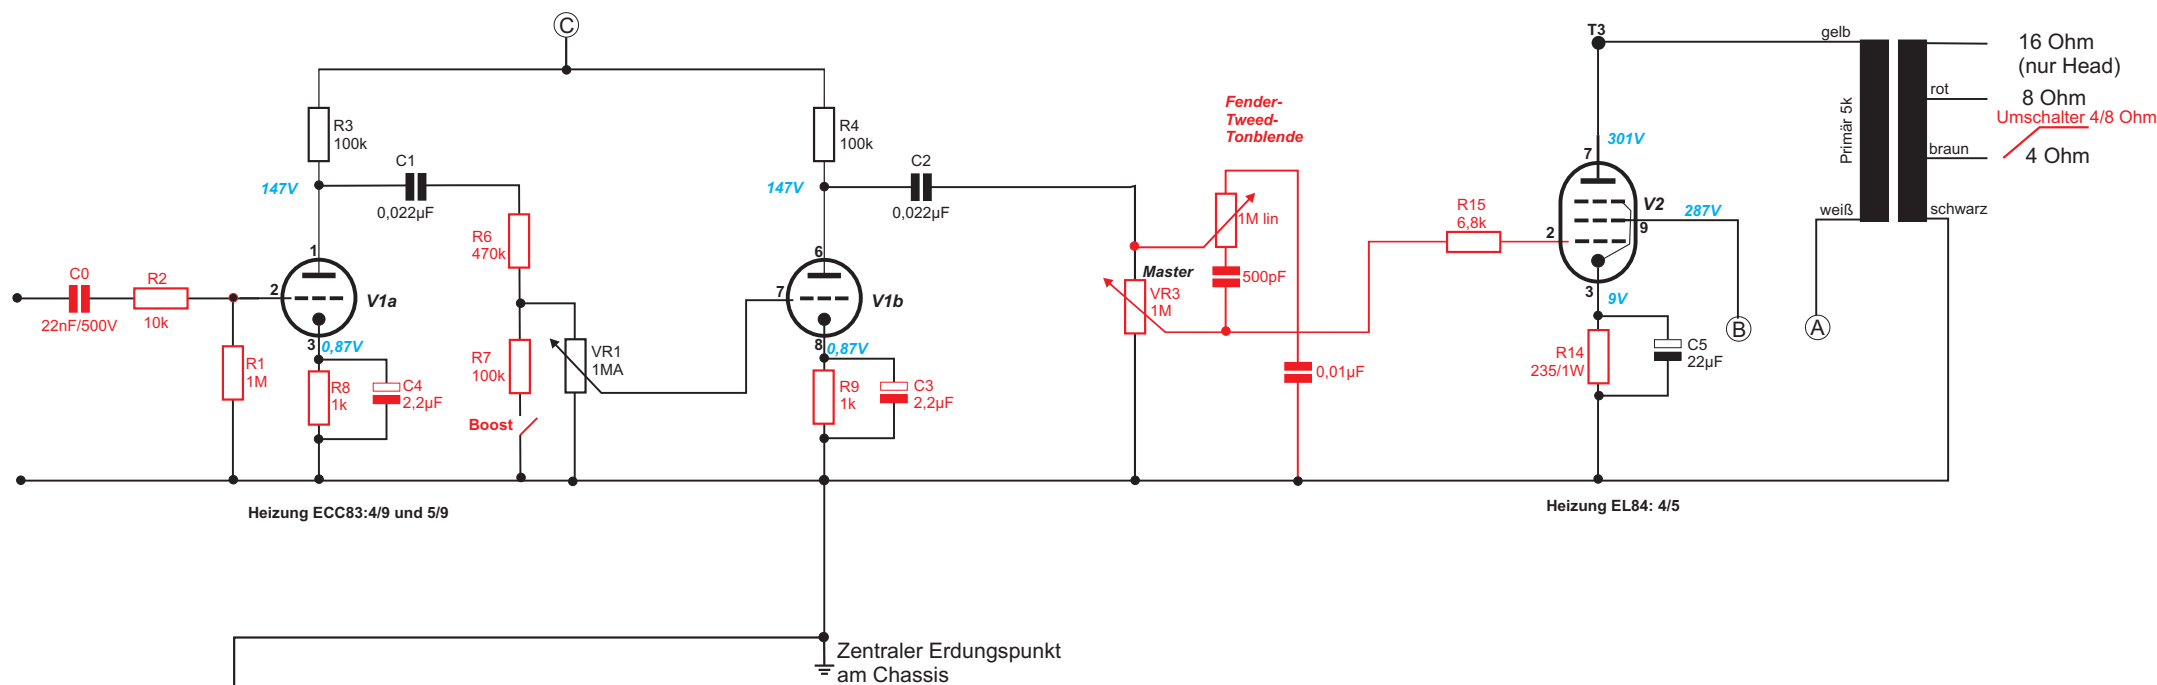 C
T3
gelb
16 Ohm
(nur Head)
rot
8 Ohm
Umschalter 4/8 Ohm
braun
4 Ohm
Primär 5k
weiß
schwarz
R3
100k
R4
100k
Fender-
Tweed-
Tonblende
301V
7
C1
0,022µF
C2
0,022µF
147V
147V
1M lin
R15
6,8k
V2
287V
9
2
R6
470k
1
6
C0
22nF/500V
R2
10k
2
V1a
7
V1b
Master
VR3
1M
500pF
3
9V
B
A
3
0,87V
8
0,87V
R1
1M
R8
1k
C4
2,2µF
R7
100k
VR1
1MA
R9
1k
C3
2,2µF
0,01µF
R14
235/1W
C5
22µF
Boost
Heizung ECC83:4/9 und 5/9
Heizung EL84: 4/5
Zentraler Erdungspunkt
am Chassis